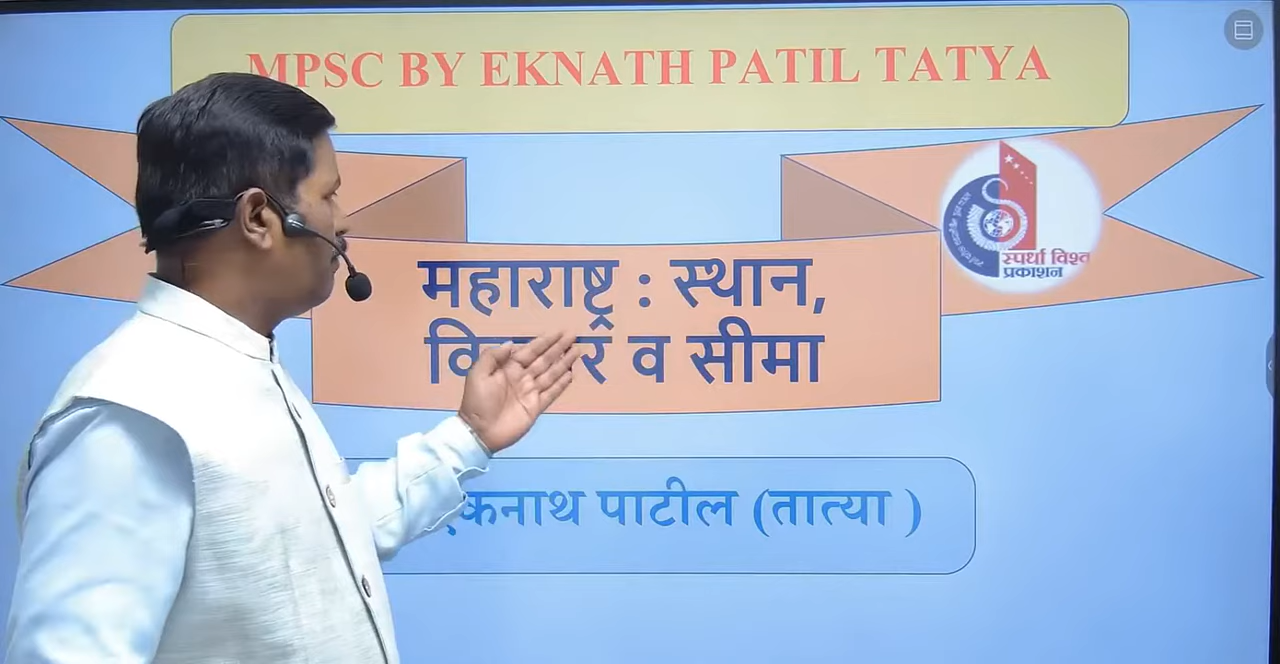 MPSC BY EKNATH PATIL TATYA
महाराष्ट्र : स्थान,
व सीमा
पाटील (तात्या )
स्पर्धा विश्व
प्रकाशन